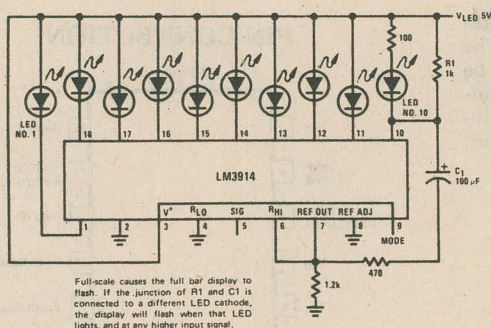 VLED 5V
100
R1
1k
LED
NO. 1
LED
NO. 10
18 17 16 15 14 13 12 11 10
LM3914
C1
100 µF
V+ RLO SIG RHI REF OUT REF ADJ
1 2 3 4 5 6 7 8 9
MODE
470
1.2k
Full-scale causes the full bar display to
flash. If the junction of R1 and C1 is
connected to a different LED cathode,
the display will flash when that LED
lights, and at any higher input signal.